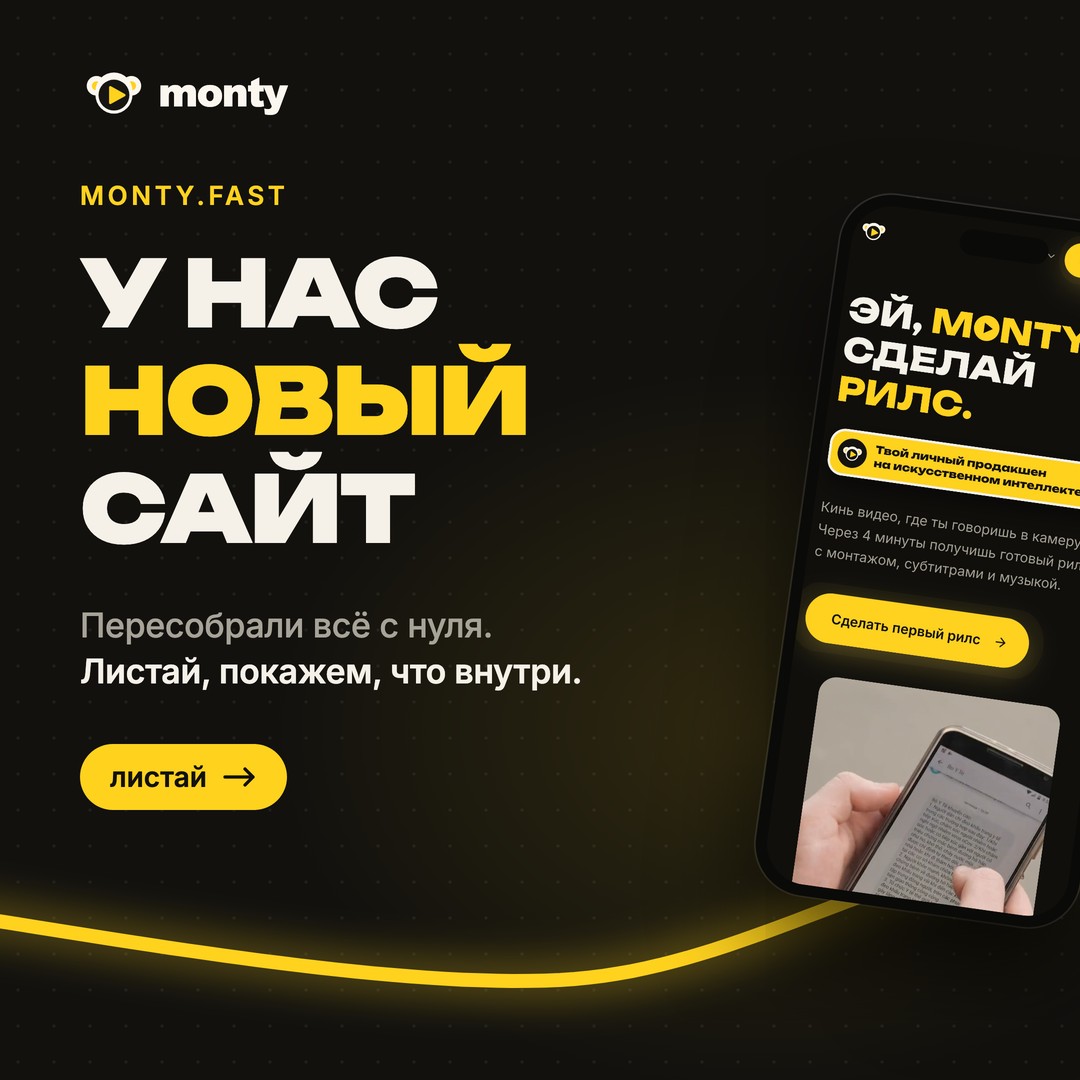 monty
MONTY.FAST
У НАС
НОВЫЙ
САЙТ
Пересобрали всё с нуля.
Листай, покажем, что внутри.
листай →
ЭЙ, MONTY
СДЕЛАЙ
РИЛС.
Твой личный продакшен
на искусственном интеллекте
Кинь видео, где ты говоришь в камеру
Через 4 минуты получишь готовый рил
с монтажом, субтитрами и музыкой.
Сделать первый рилс →